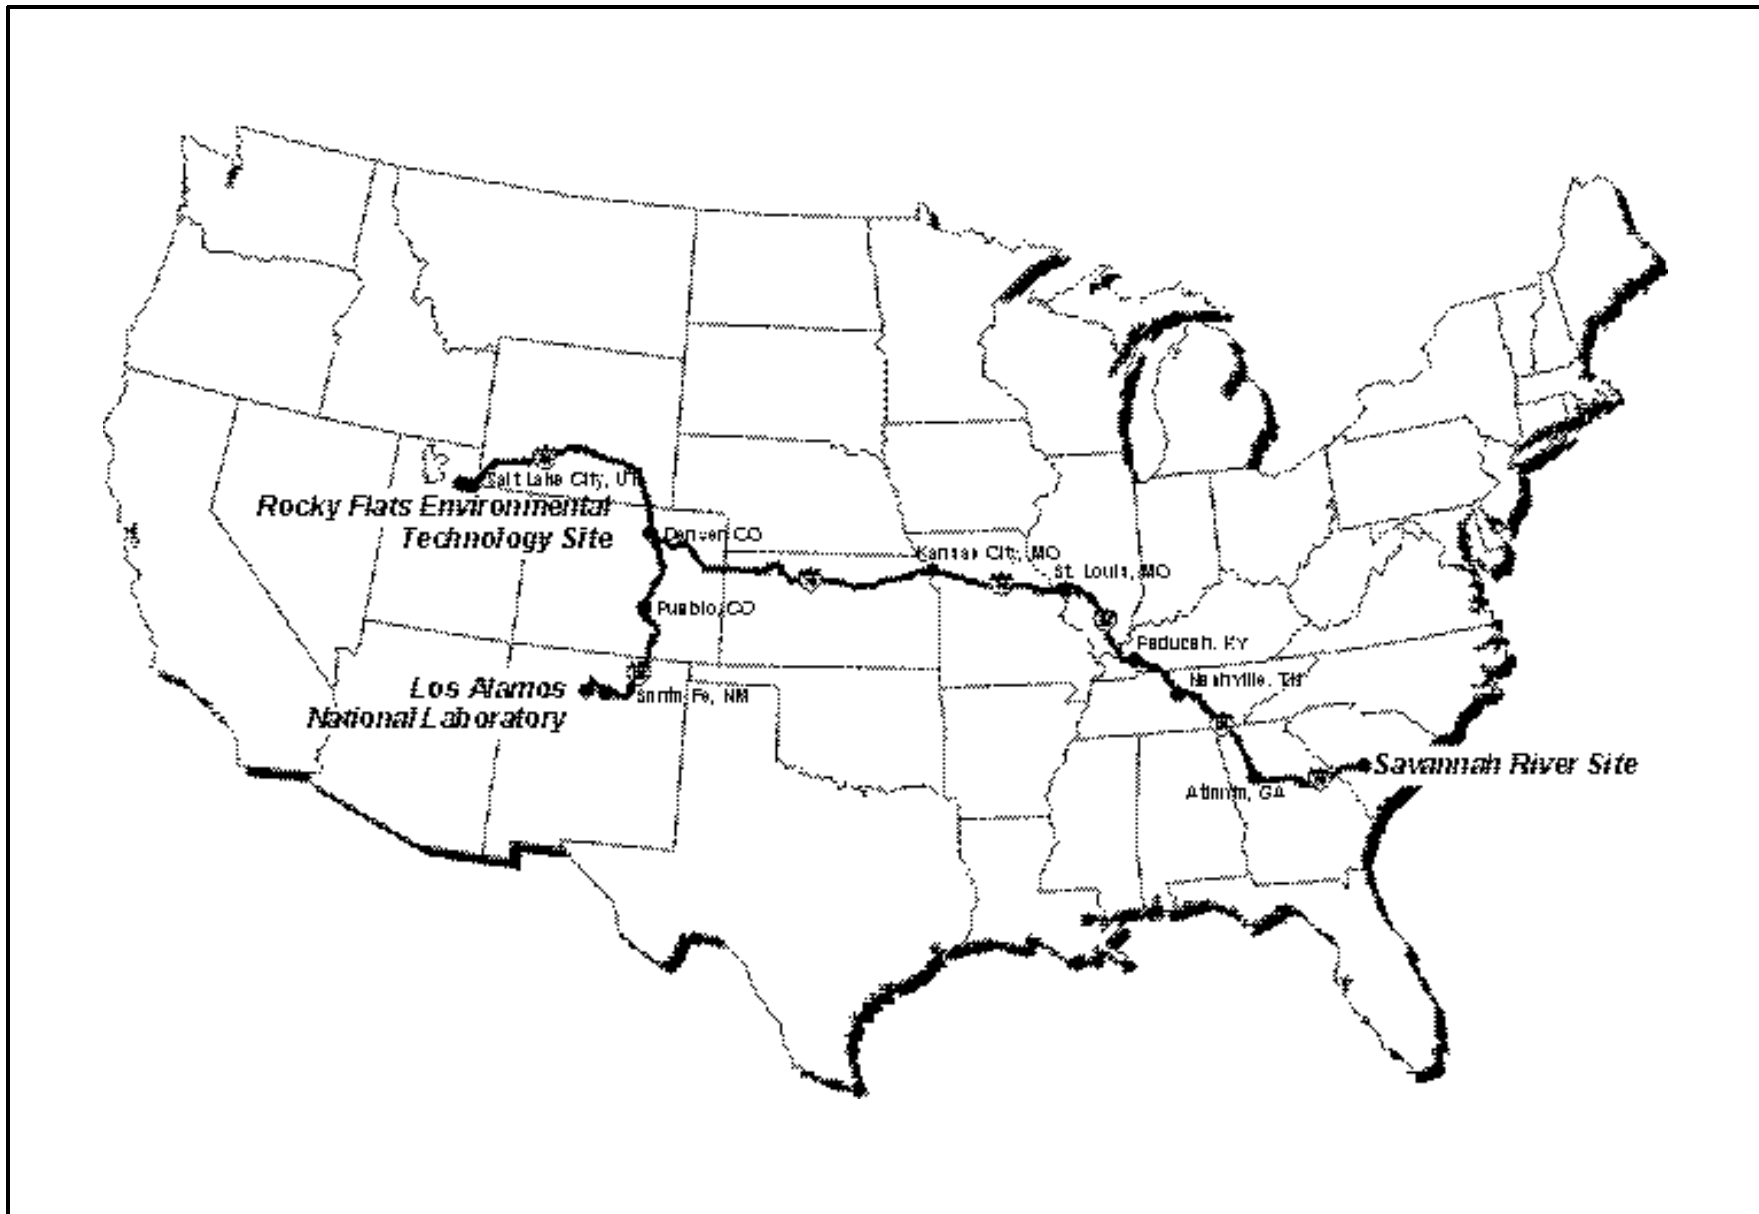 Salt Lake City, UT
Rocky Flats Environmental
Technology Site
Denver, CO
Kansas City, MO
St. Louis, MO
Pueblo, CO
Paducah, KY
Nashville, TN
Los Alamos
National Laboratory
Santa Fe, NM
Savannah River Site
Atlanta, GA